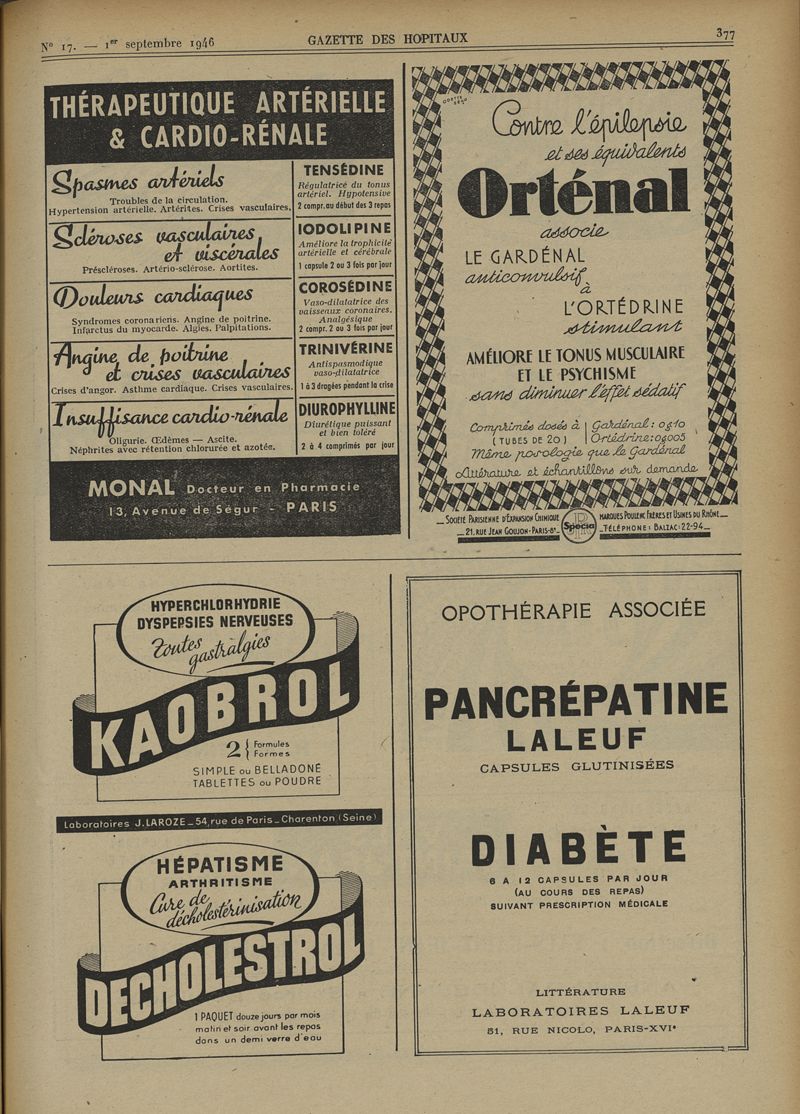 N° 17. — 1er septembre 1946
GAZETTE DES HOPITAUX
377
THÉRAPEUTIQUE ARTÉRIELLE
& CARDIO-RÉNALE
Spasmes artériels
Troubles de la circulation.
Hypertension artérielle. Artérites. Crises vasculaires.
TENSÉDINE
Régulatrice du tonus
artériel. Hypotensive
2 compr. au début des 3 repas
Scléroses vasculaires
et viscérales
Préscléroses. Artério-sclérose. Aortites.
IODOLIPINE
Améliore la trophicité
artérielle et cérébrale
1 capsule 2 ou 3 fois par jour
Douleurs cardiaques
Syndromes coronariens. Angine de poitrine.
Infarctus du myocarde. Algies. Palpitations.
COROSÉDINE
Vaso-dilatatrice des
vaisseaux coronaires.
Analgésique
2 compr. 2 ou 3 fois par jour
Angine de poitrine
et crises vasculaires
Crises d'angor. Asthme cardiaque. Crises vasculaires.
TRINIVÉRINE
Antispasmodique
vaso-dilatatrice
1 à 3 dragées pendant la crise
Insuffisance cardio-rénale
Oligurie. Œdèmes — Ascite.
Néphrites avec rétention chlorurée et azotée.
DIUROPHYLLINE
Diurétique puissant
et bien toléré
2 à 4 comprimés par jour
MONAL Docteur en Pharmacie
13, Avenue de Ségur - PARIS
Contre l'épilepsie
et ses équivalents
Orténal
associe
LE GARDÉNAL
anticonvulsif
à
L'ORTÉDRINE
stimulant
AMÉLIORE LE TONUS MUSCULAIRE
ET LE PSYCHISME
sans diminuer l'effet sédatif
Comprimés dosés à Gardénal: 0g10
(TUBES DE 20) Ortédrine: 0g005
Même posologie que le Gardénal
Littérature et échantillons sur demande
SOCIÉTÉ PARISIENNE D'EXPANSION CHIMIQUE
Specia
MARQUES POULENC FRÈRES ET USINES DU RHÔNE
21, RUE JEAN GOUJON · PARIS-8e
TÉLÉPHONE: BALZAC: 22-94
HYPERCHLORHYDRIE
DYSPEPSIES NERVEUSES
Toutes
gastralgies
KAOBROL
2 Formules
Formes
SIMPLE ou BELLADONÉ
TABLETTES ou POUDRE
Laboratoires J. LAROZE _ 54, rue de Paris _ Charenton (Seine)
HÉPATISME
ARTHRITISME
Cure de
décholestérinisation
DECHOLESTROL
1 PAQUET douze jours par mois
matin et soir avant les repas
dans un demi verre d'eau
OPOTHÉRAPIE ASSOCIÉE
PANCRÉPATINE
LALEUF
CAPSULES GLUTINISÉES
DIABÈTE
6 A 12 CAPSULES PAR JOUR
(AU COURS DES REPAS)
SUIVANT PRESCRIPTION MÉDICALE
LITTÉRATURE
LABORATOIRES LALEUF
51, RUE NICOLO, PARIS-XVIe